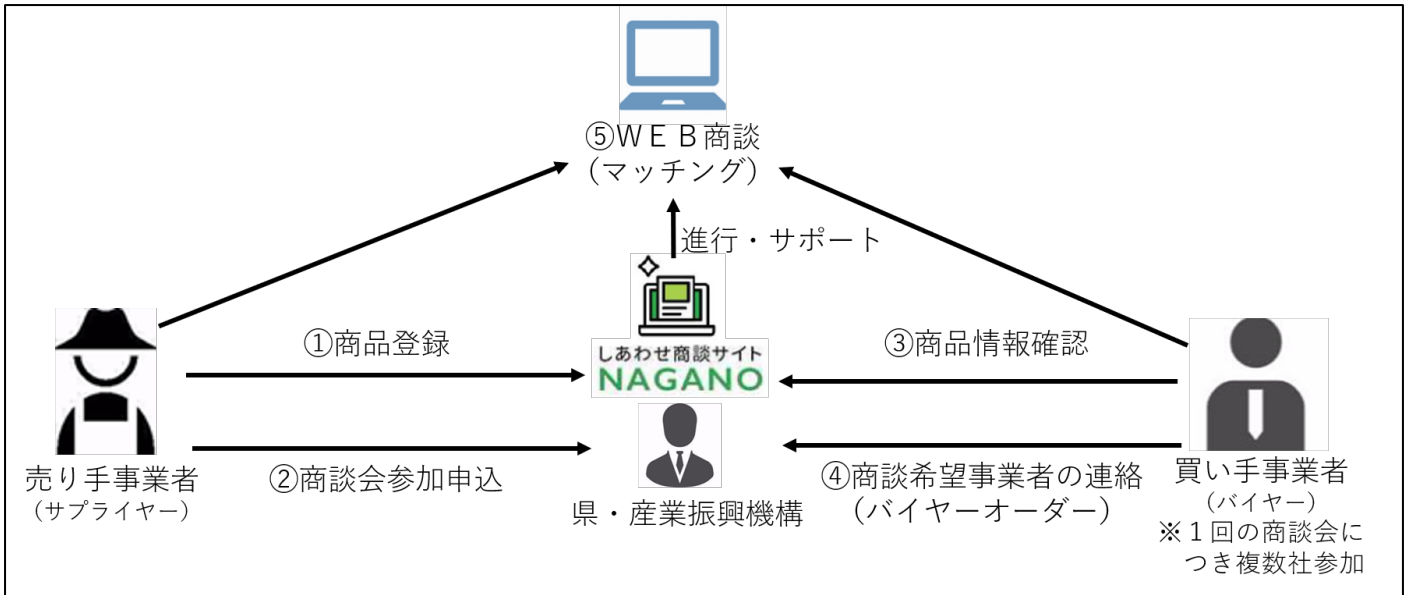 ⑤ＷＥＢ商談
（マッチング）
進行・サポート
①商品登録
しあわせ商談サイト
NAGANO
③商品情報確認
売り手事業者
（サプライヤー）
②商談会参加申込
県・産業振興機構
④商談希望事業者の連絡
（バイヤーオーダー）
買い手事業者
（バイヤー）
※１回の商談会に
つき複数社参加